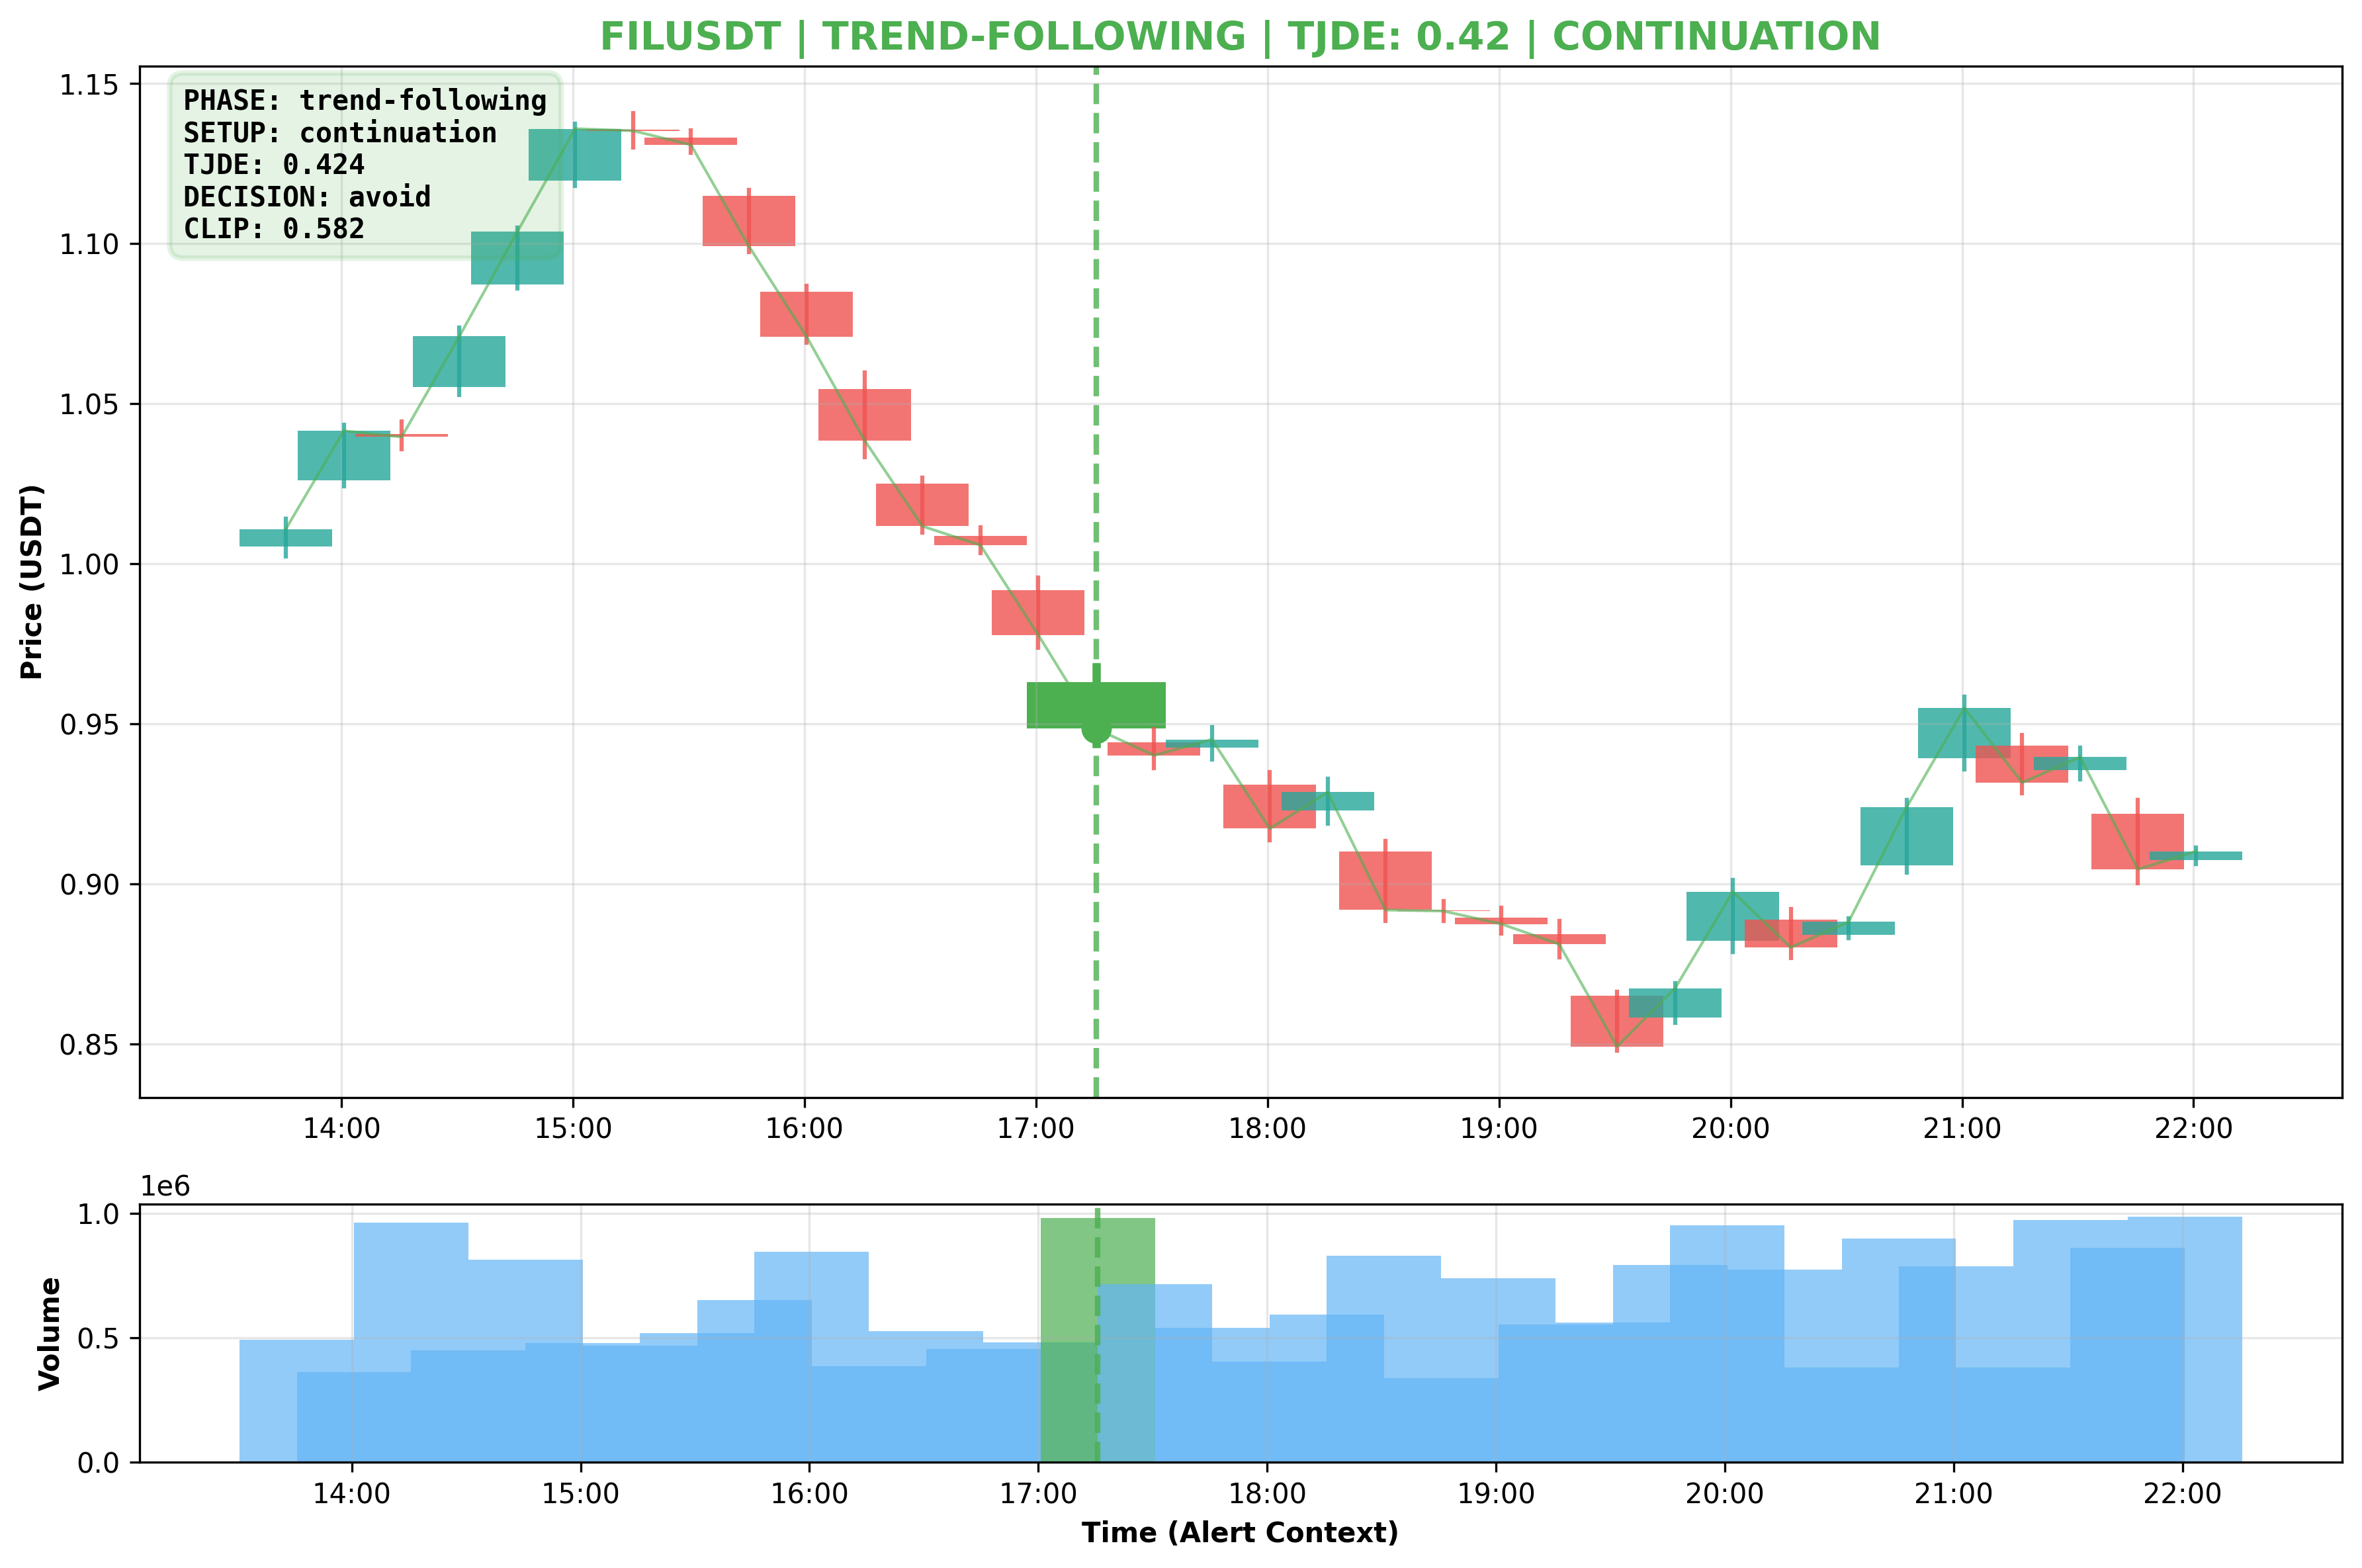 FILUSDT | TREND-FOLLOWING | TJDE: 0.42 | CONTINUATION
PHASE: trend-following
SETUP: continuation
TJDE: 0.424
DECISION: avoid
CLIP: 0.582
Price (USDT)
1.15
1.10
1.05
1.00
0.95
0.90
0.85
14:00 15:00 16:00 17:00 18:00 19:00 20:00 21:00 22:00
1e6
Volume
1.0
0.5
0.0
14:00 15:00 16:00 17:00 18:00 19:00 20:00 21:00 22:00
Time (Alert Context)